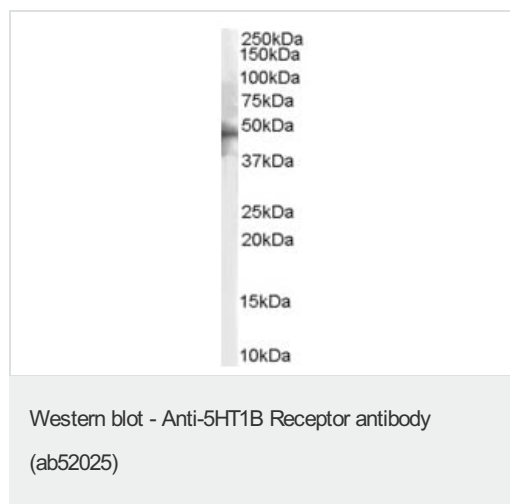 250kDa
150kDa
100kDa
75kDa
50kDa
37kDa
25kDa
20kDa
15kDa
10kDa
Western blot - Anti-5HT1B Receptor antibody
(ab52025)